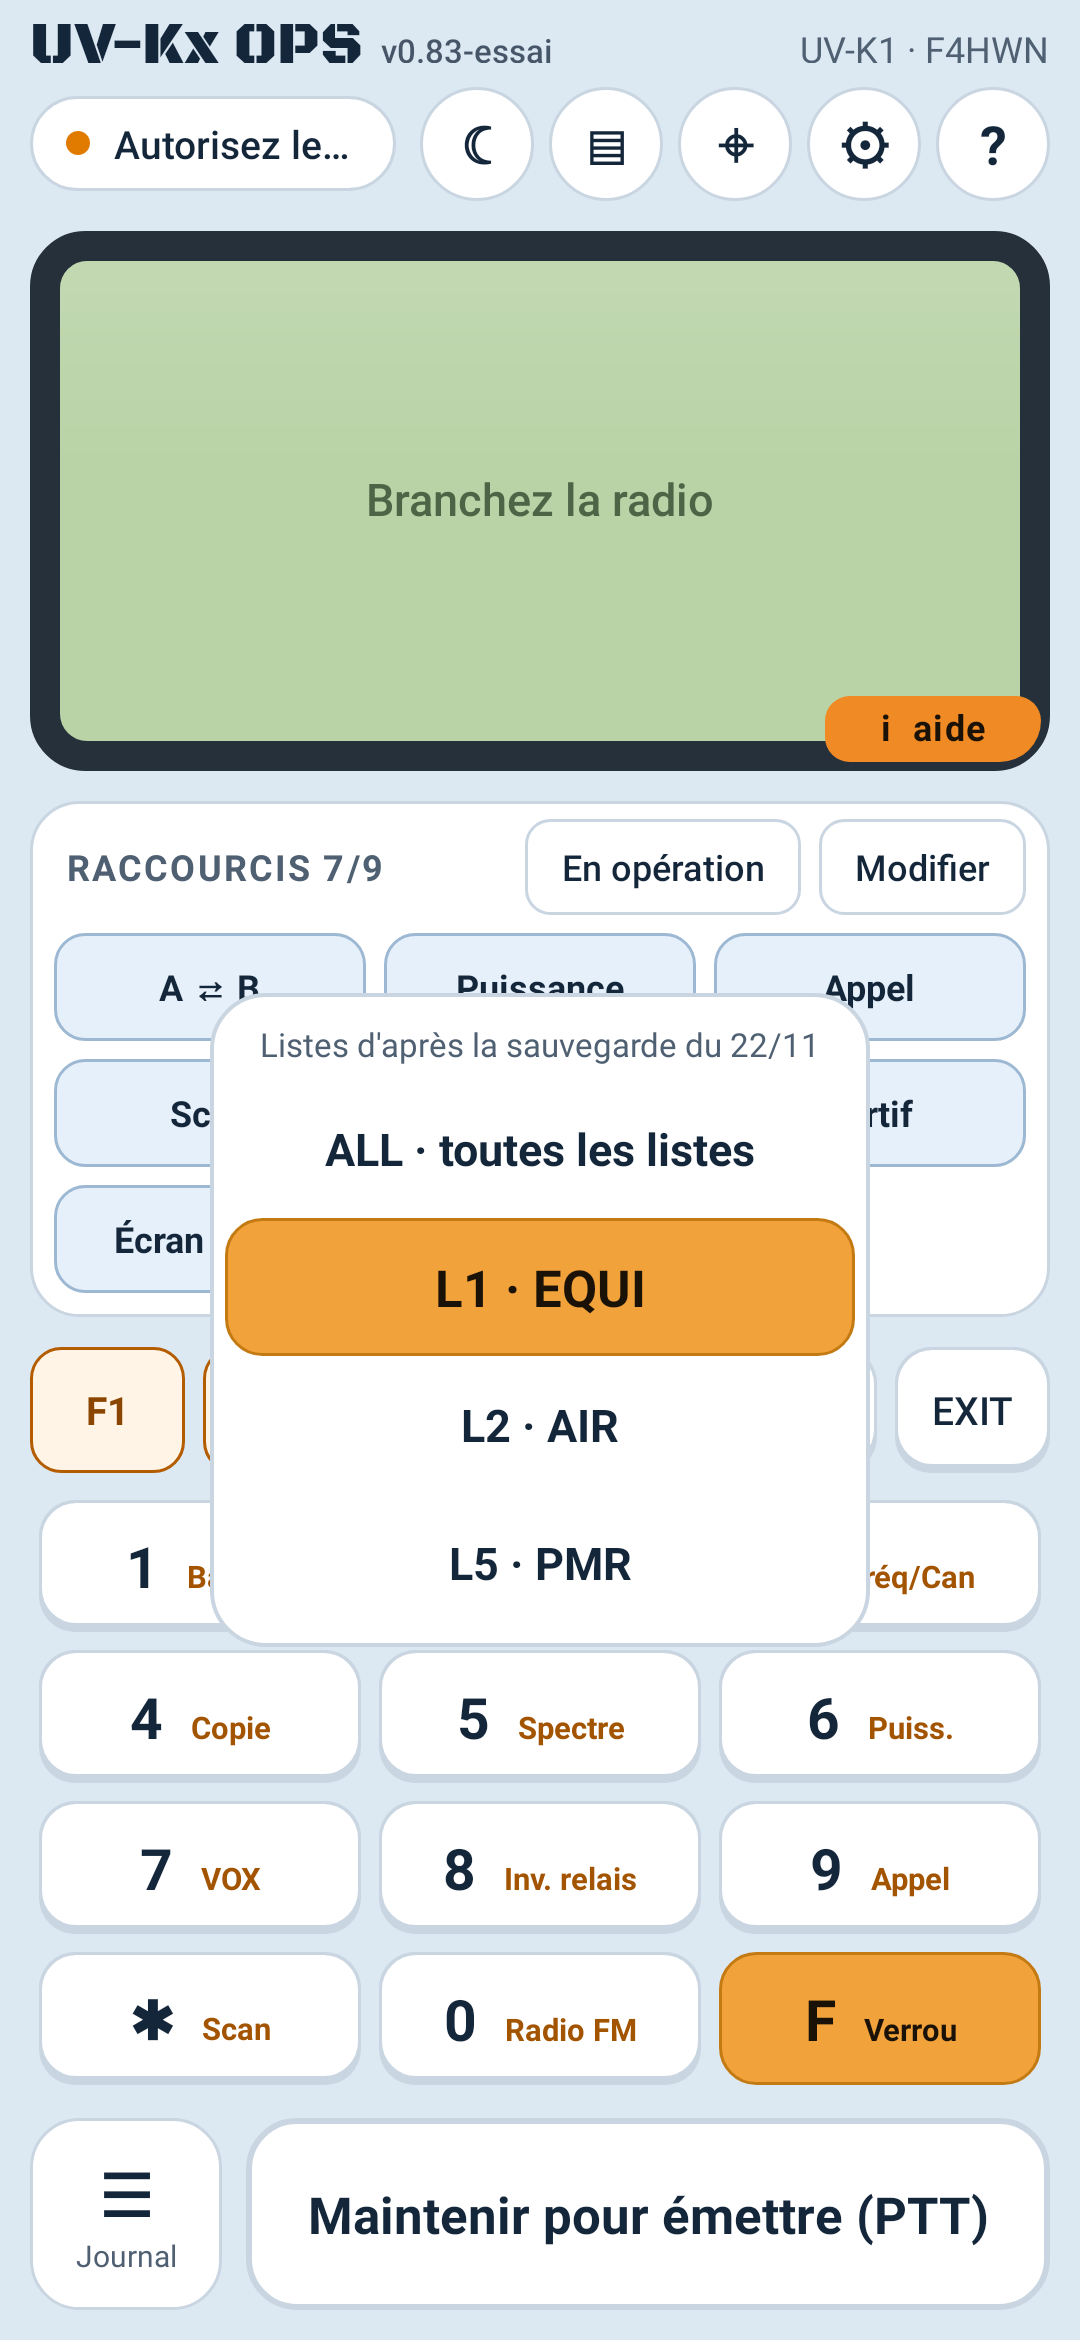 UV-Kx OPS v0.83-essai UV-K1 · F4HWN
Autorisez le… ?
Branchez la radio
i aide
RACCOURCIS 7/9 En opération Modifier
A ⇄ B Puissance Appel
Listes d'après la sauvegarde du 22/11
ALL · toutes les listes
L1 · EQUI
L2 · AIR
L5 · PMR
Écran
F1 EXIT
1
4 Copie 5 Spectre 6 Puiss.
7 VOX 8 Inv. relais 9 Appel
✱ Scan 0 Radio FM F Verrou
☰ Maintenir pour émettre (PTT)
Journal